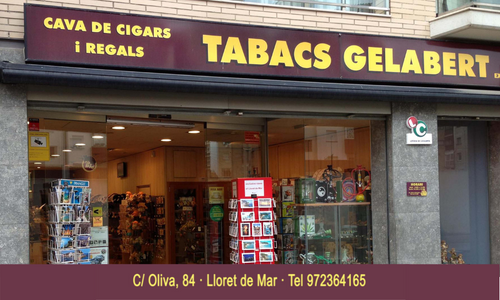 CAVA DE CIGARS
i REGALS
TABACS GELABERT
C/ Oliva, 84 · Lloret de Mar · Tel 972364165